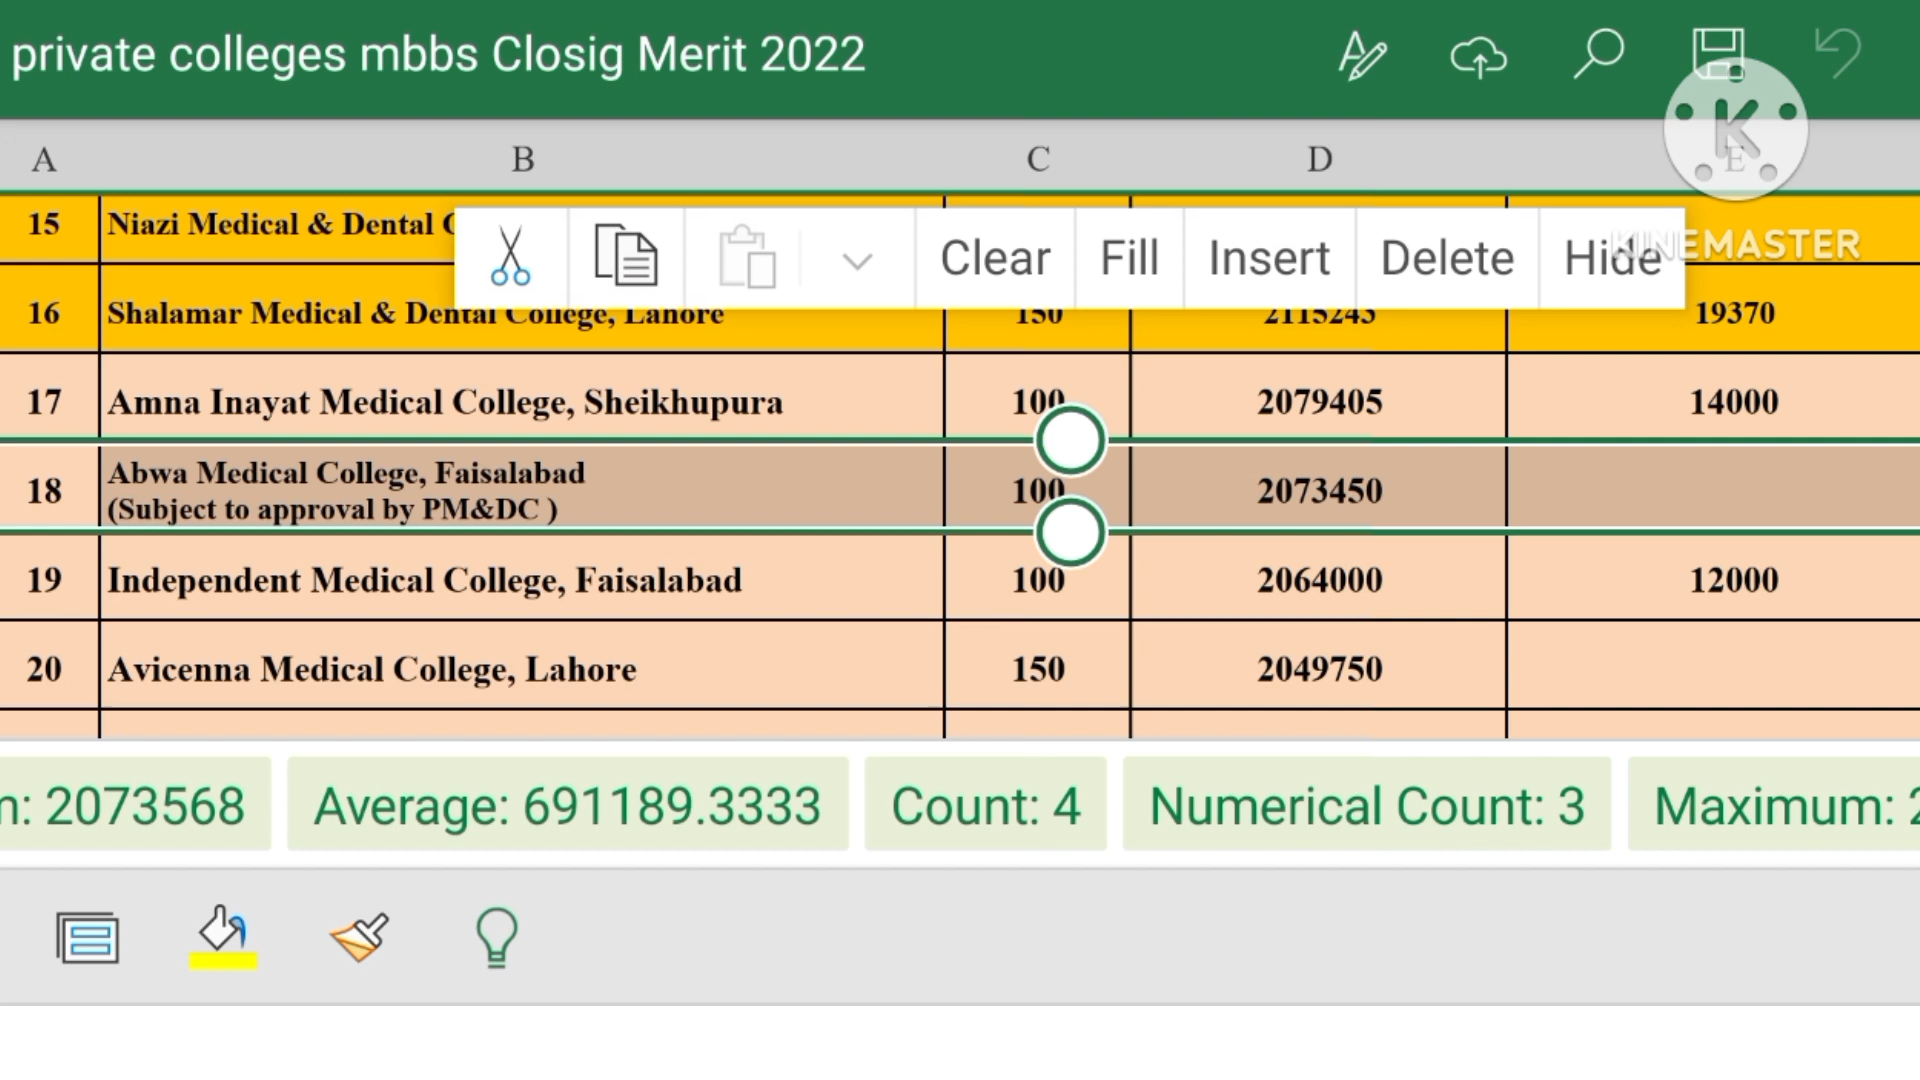 private colleges mbbs Closig Merit 2022
A B C D E
K
KINEMASTER
Clear Fill Insert Delete Hide
15 Niazi Medical & Dental
16 Shalamar Medical & Dental College, Lahore 150 2115243 19370
17 Amna Inayat Medical College, Sheikhupura 100 2079405 14000
18 Abwa Medical College, Faisalabad
(Subject to approval by PM&DC ) 100 2073450
19 Independent Medical College, Faisalabad 100 2064000 12000
20 Avicenna Medical College, Lahore 150 2049750
2073568 Average: 691189.3333 Count: 4 Numerical Count: 3 Maximum: